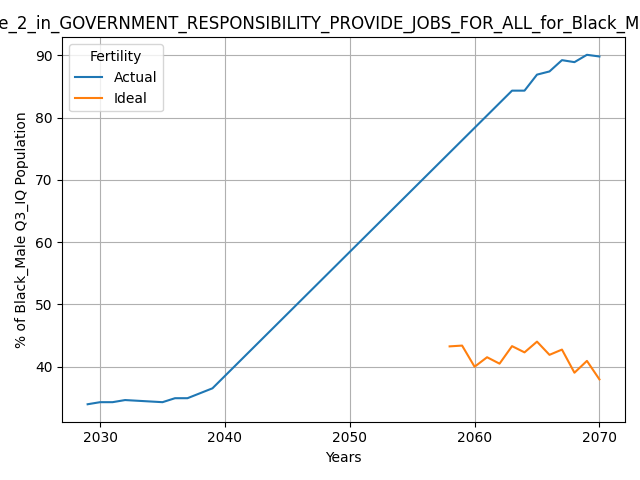 e_2_in_GOVERNMENT_RESPONSIBILITY_PROVIDE_JOBS_FOR_ALL_for_Black_M
Fertility
Actual
Ideal
% of Black_Male Q3_IQ Population
90
80
70
60
50
40
2030 2040 2050 2060 2070
Years